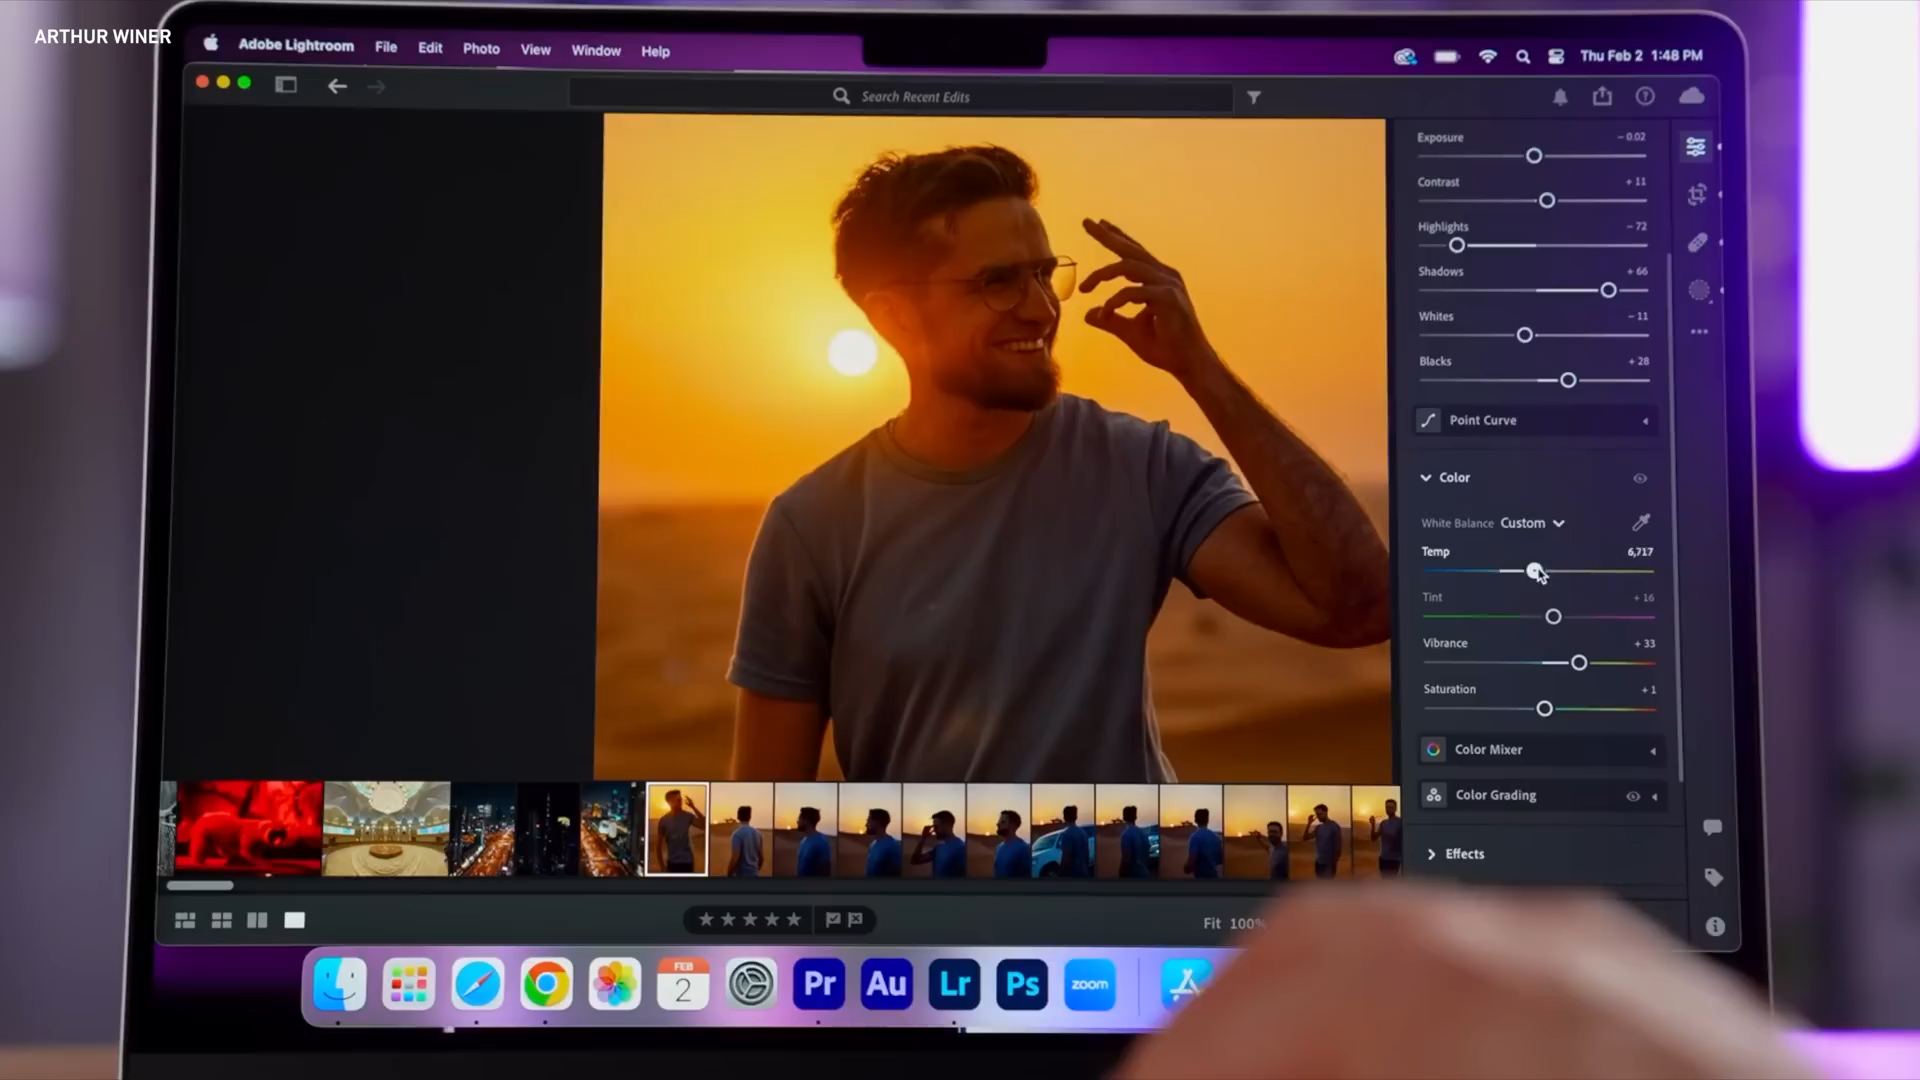 ARTHUR WINER
Adobe Lightroom File Edit Photo View Window Help
Thu Feb 2 1:48 PM
Search Recent Edits
Exposure − 0.02
Contrast + 11
Highlights − 72
Shadows + 66
Whites − 11
Blacks + 28
Point Curve
Color
White Balance Custom
Temp 6,717
Tint + 16
Vibrance + 33
Saturation + 1
Color Mixer
Color Grading
Effects
Fit 100%
FEB
2
Pr
Au
Lr
Ps
zoom